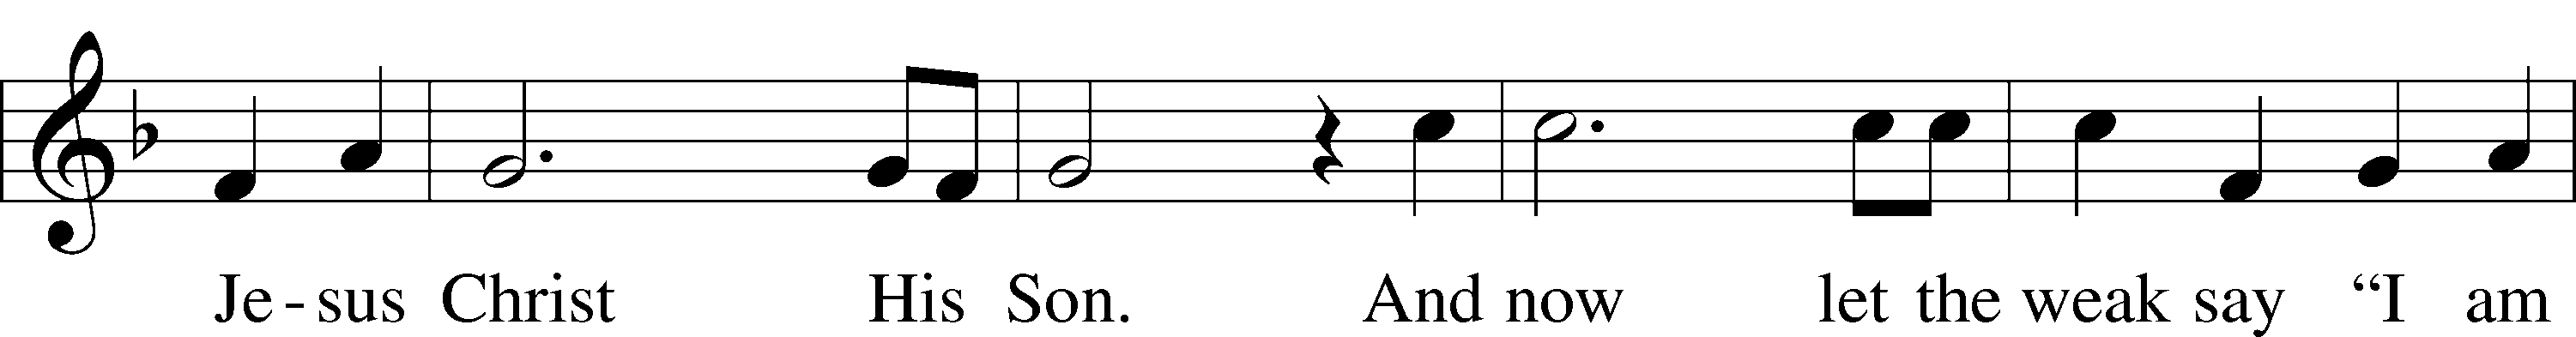 Je - sus Christ His Son. And now let the weak say “I am